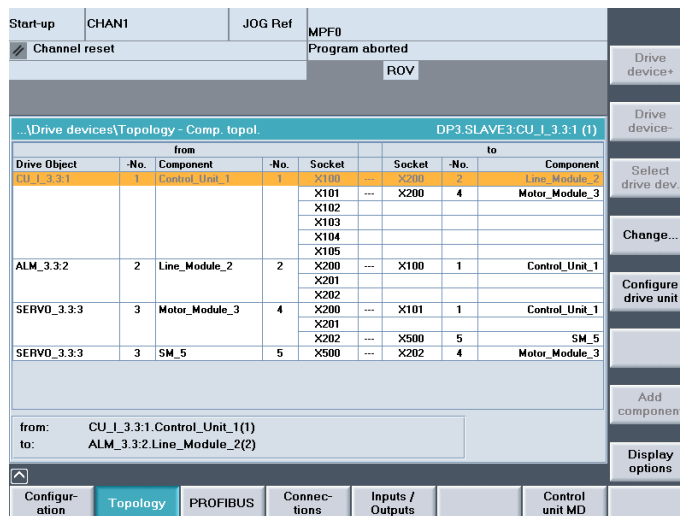 Start-up CHAN1 JOG Ref MPF0
Channel reset Program aborted
ROV
Drive device+
...\Drive devices\Topology - Comp. topol. DP3.SLAVE3:CU_I_3.3:1 (1)
Drive device-
from to
Drive Object -No. Component -No. Socket --- Socket -No. Component
CU_I_3.3:1 1 Control_Unit_1 1 X100 --- X200 2 Line_Module_2
Select drive dev.
X101 --- X200 4 Motor_Module_3
X102
X103
X104
Change...
X105
ALM_3.3:2 2 Line_Module_2 2 X200 --- X100 1 Control_Unit_1
X201
X202
Configure drive unit
SERVO_3.3:3 3 Motor_Module_3 4 X200 --- X101 1 Control_Unit_1
X201
X202 --- X500 5 SM_5
SERVO_3.3:3 3 SM_5 5 X500 --- X202 4 Motor_Module_3
Add componen
from: CU_I_3.3:1.Control_Unit_1(1)
to: ALM_3.3:2.Line_Module_2(2)
Display options
Configur-ation Topology PROFIBUS Connec-tions Inputs / Outputs Control unit MD